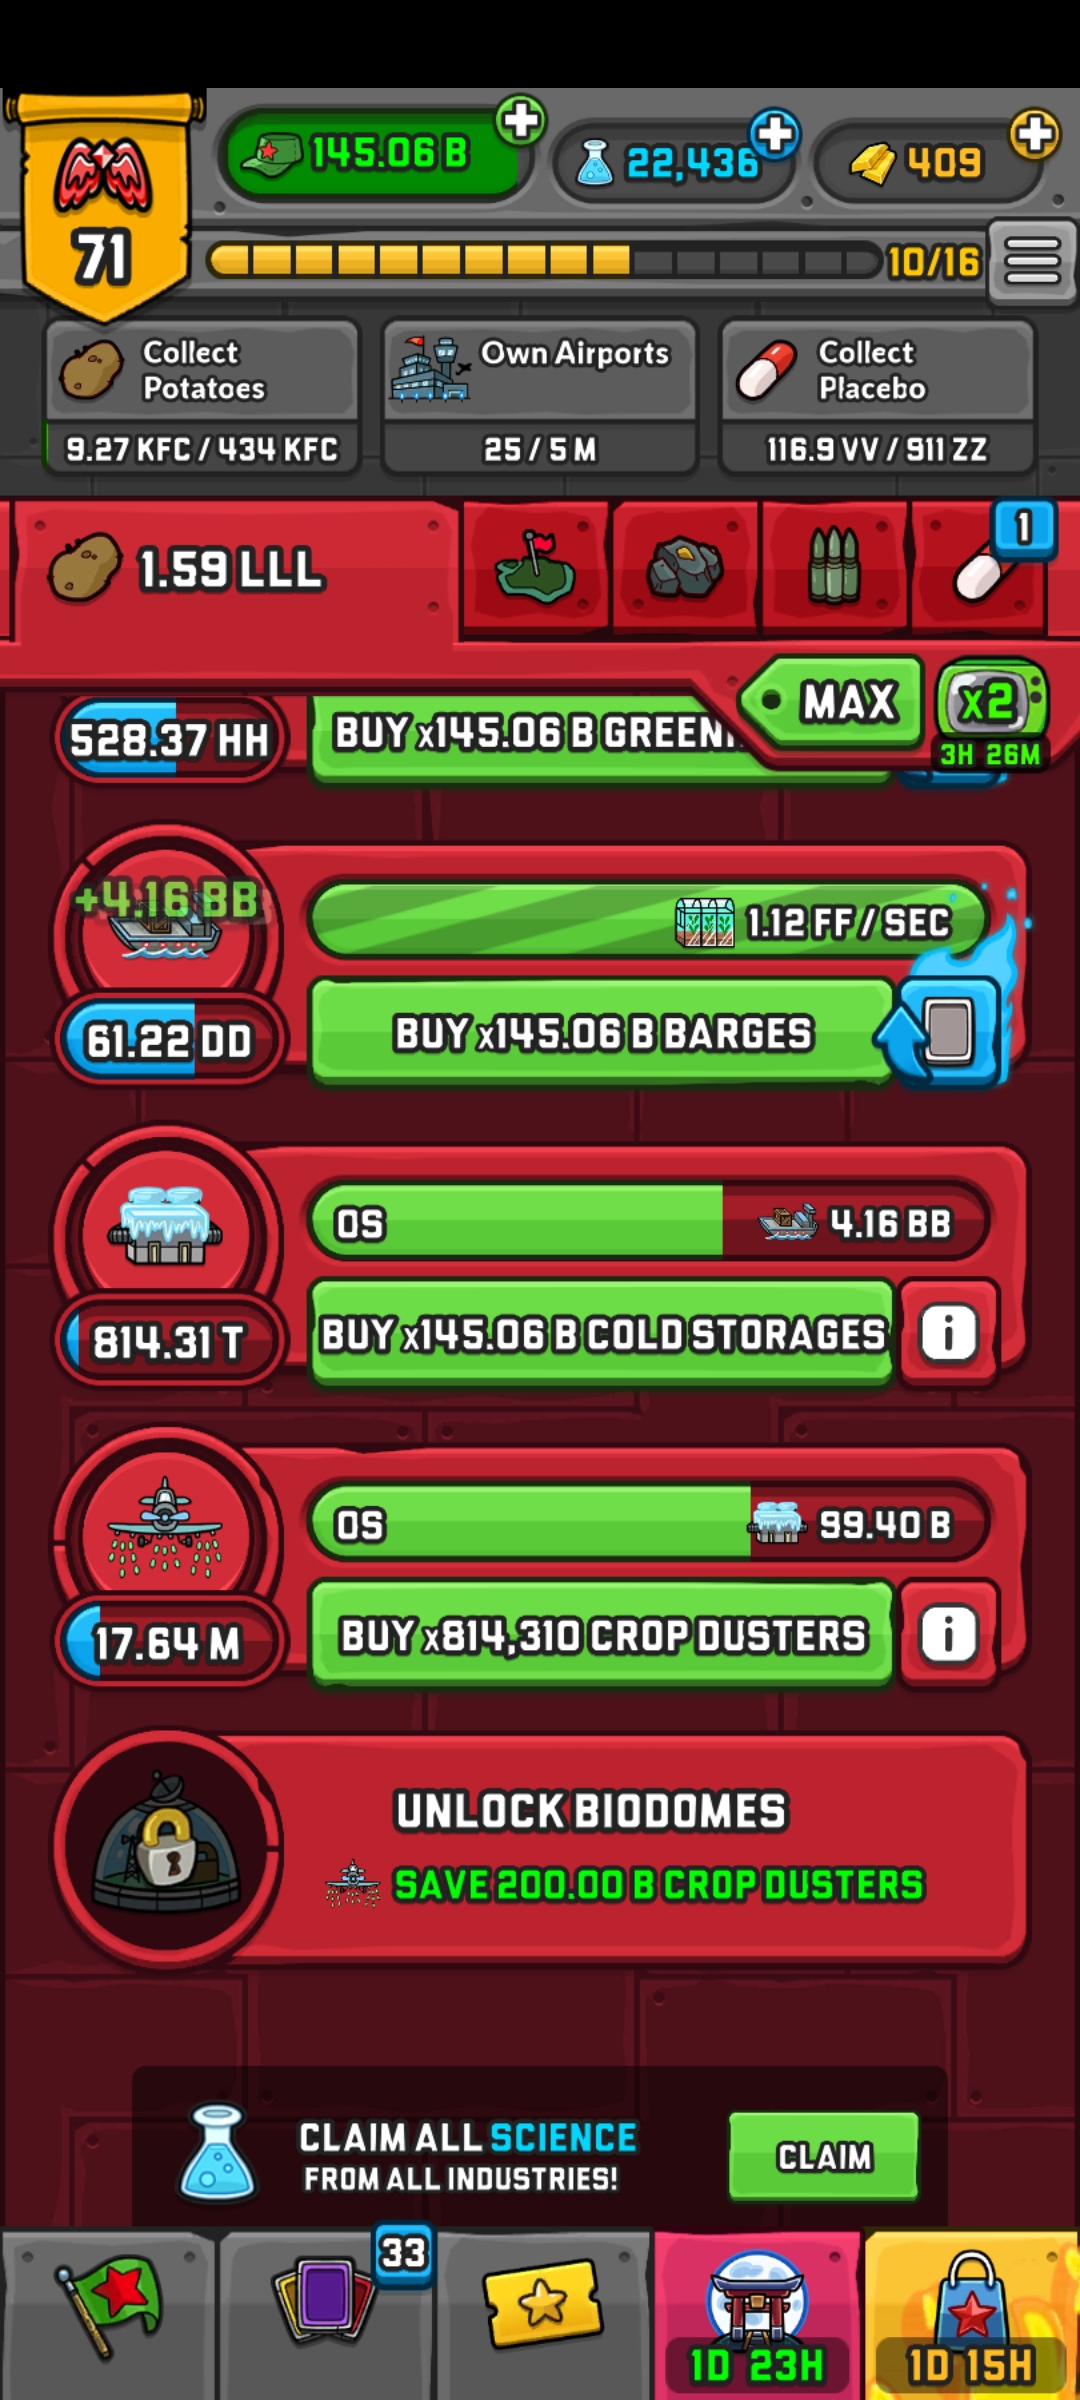 145.06 B
22,436
409
71
10/16
Collect
Potatoes
9.27 KFC / 434 KFC
Own Airports
25 / 5 M
Collect
Placebo
116.9 VV / 911 ZZ
1.59 LLL
1
MAX
x2
3H 26M
528.37 HH
BUY x145.06 B GREEN
+4.16 BB
1.12 FF / SEC
61.22 DD
BUY x145.06 B BARGES
0S
4.16 BB
814.31 T
BUY x145.06 B COLD STORAGES
i
0S
99.40 B
17.64 M
BUY x814,310 CROP DUSTERS
i
UNLOCK BIODOMES
SAVE 200.00 B CROP DUSTERS
CLAIM ALL SCIENCE
FROM ALL INDUSTRIES!
CLAIM
33
1D 23H
1D 15H